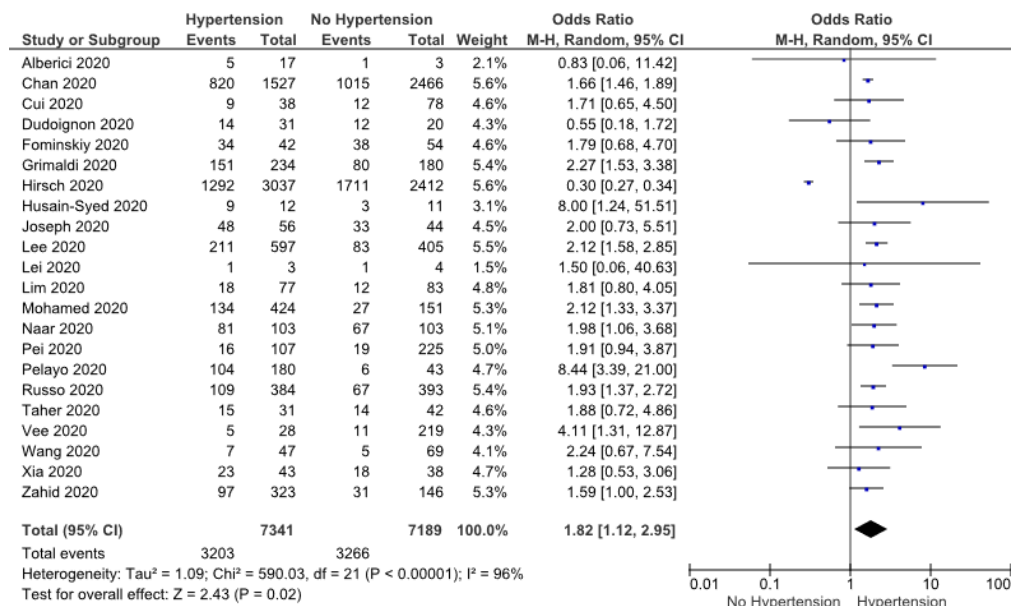 Hypertension No Hypertension Odds Ratio Odds Ratio
Study or Subgroup Events Total Events Total Weight M-H, Random, 95% CI M-H, Random, 95% CI
Alberici 2020 5 17 1 3 2.1% 0.83 [0.06, 11.42]
Chan 2020 820 1527 1015 2466 5.6% 1.66 [1.46, 1.89]
Cui 2020 9 38 12 78 4.6% 1.71 [0.65, 4.50]
Dudoignon 2020 14 31 12 20 4.3% 0.55 [0.18, 1.72]
Fominskiy 2020 34 42 38 54 4.6% 1.79 [0.68, 4.70]
Grimaldi 2020 151 234 80 180 5.4% 2.27 [1.53, 3.38]
Hirsch 2020 1292 3037 1711 2412 5.6% 0.30 [0.27, 0.34]
Husain-Syed 2020 9 12 3 11 3.1% 8.00 [1.24, 51.51]
Joseph 2020 48 56 33 44 4.5% 2.00 [0.73, 5.51]
Lee 2020 211 597 83 405 5.5% 2.12 [1.58, 2.85]
Lei 2020 1 3 1 4 1.5% 1.50 [0.06, 40.63]
Lim 2020 18 77 12 83 4.8% 1.81 [0.80, 4.05]
Mohamed 2020 134 424 27 151 5.3% 2.12 [1.33, 3.37]
Naar 2020 81 103 67 103 5.1% 1.98 [1.06, 3.68]
Pei 2020 16 107 19 225 5.0% 1.91 [0.94, 3.87]
Pelayo 2020 104 180 6 43 4.7% 8.44 [3.39, 21.00]
Russo 2020 109 384 67 393 5.5% 1.93 [1.37, 2.72]
Taher 2020 15 31 14 42 4.6% 1.88 [0.72, 4.86]
Vee 2020 5 28 11 219 4.3% 4.11 [1.31, 12.87]
Wang 2020 7 47 5 69 4.2% 2.24 [0.67, 7.54]
Xia 2020 23 43 18 38 4.7% 1.28 [0.53, 3.06]
Zahid 2020 97 323 31 146 5.3% 1.59 [1.00, 2.53]
Total (95% CI) 7341 7189 100.0% 1.82 [1.12, 2.95]
Total events 3203 3266
Heterogeneity: Tau² = 1.09; Chi² = 590.03, df = 21 (P < 0.00001); I² = 96%
Test for overall effect: Z = 2.43 (P = 0.02)
0.01 0.1 1 10 100
No Hypertension Hypertension